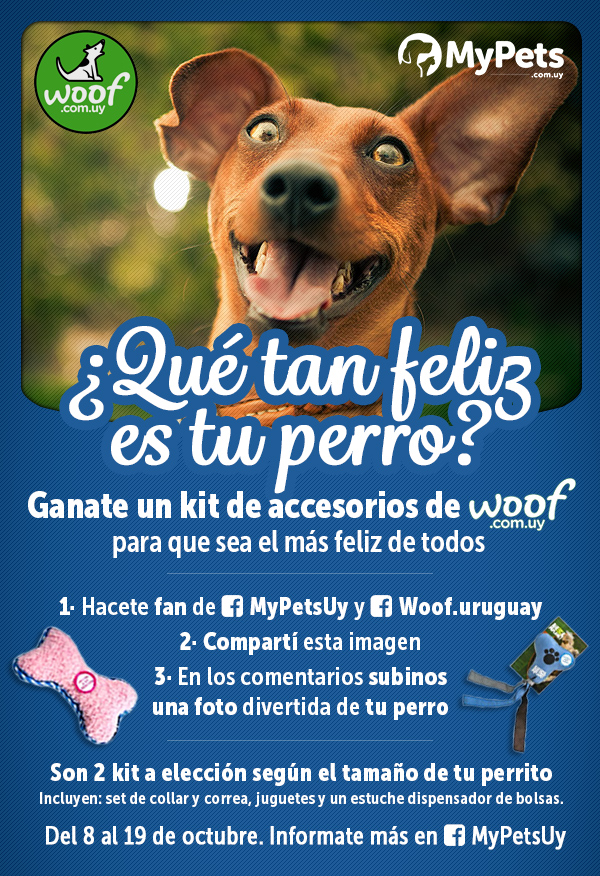 woof
.com.uy
MyPets
.com.uy
¿Qué tan feliz
es tu perro?
Ganate un kit de accesorios de woof
.com.uy
para que sea el más feliz de todos
1· Hacete fan de MyPetsUy y Woof.uruguay
2· Compartí esta imagen
3· En los comentarios subinos
una foto divertida de tu perro
Son 2 kit a elección según el tamaño de tu perrito
Incluyen: set de collar y correa, juguetes y un estuche dispensador de bolsas.
Del 8 al 19 de octubre. Informate más en MyPetsUy